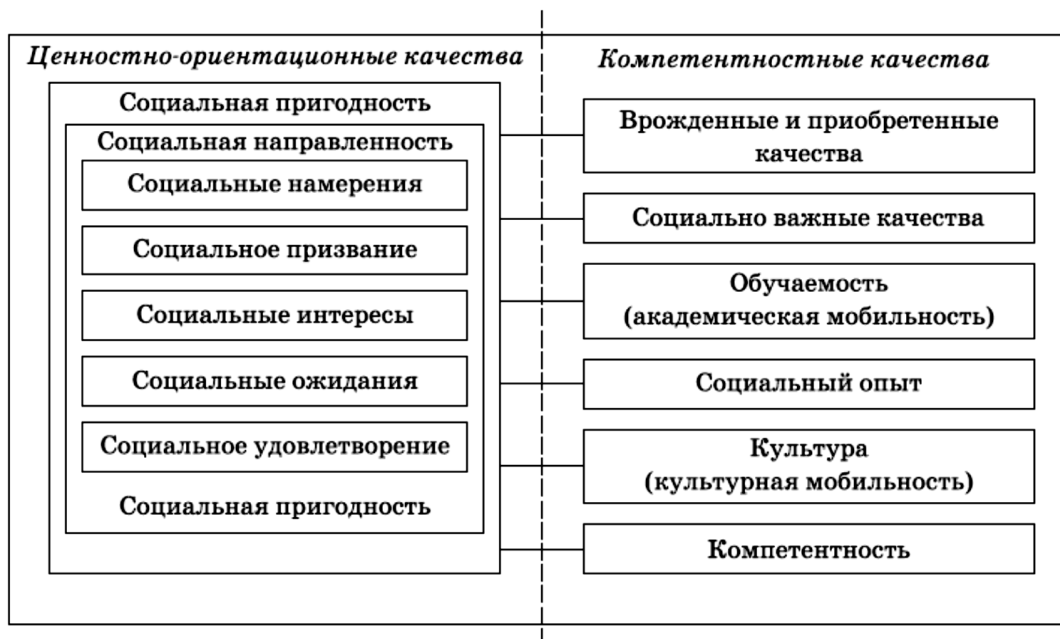 Ценностно-ориентационные качества
Социальная пригодность
Социальная направленность
Социальные намерения
Социальное призвание
Социальные интересы
Социальные ожидания
Социальное удовлетворение
Социальная пригодность
Компетентностные качества
Врожденные и приобретенные
качества
Социально важные качества
Обучаемость
(академическая мобильность)
Социальный опыт
Культура
(культурная мобильность)
Компетентность